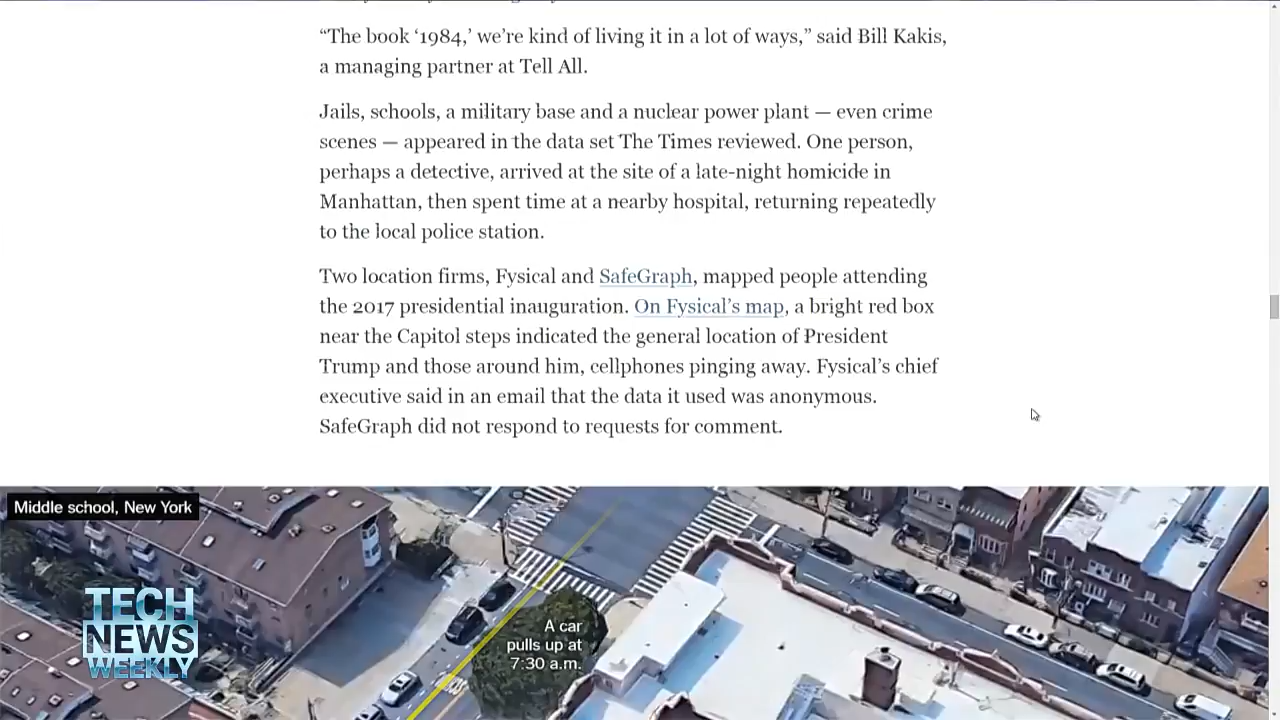 “The book ‘1984,’ we’re kind of living it in a lot of ways,” said Bill Kakis,
a managing partner at Tell All.
Jails, schools, a military base and a nuclear power plant — even crime
scenes — appeared in the data set The Times reviewed. One person,
perhaps a detective, arrived at the site of a late-night homicide in
Manhattan, then spent time at a nearby hospital, returning repeatedly
to the local police station.
Two location firms, Fysical and SafeGraph, mapped people attending
the 2017 presidential inauguration. On Fysical’s map, a bright red box
near the Capitol steps indicated the general location of President
Trump and those around him, cellphones pinging away. Fysical’s chief
executive said in an email that the data it used was anonymous.
SafeGraph did not respond to requests for comment.
Middle school, New York
A car
pulls up at
7:30 a.m.
TECH
NEWS
WEEKLY